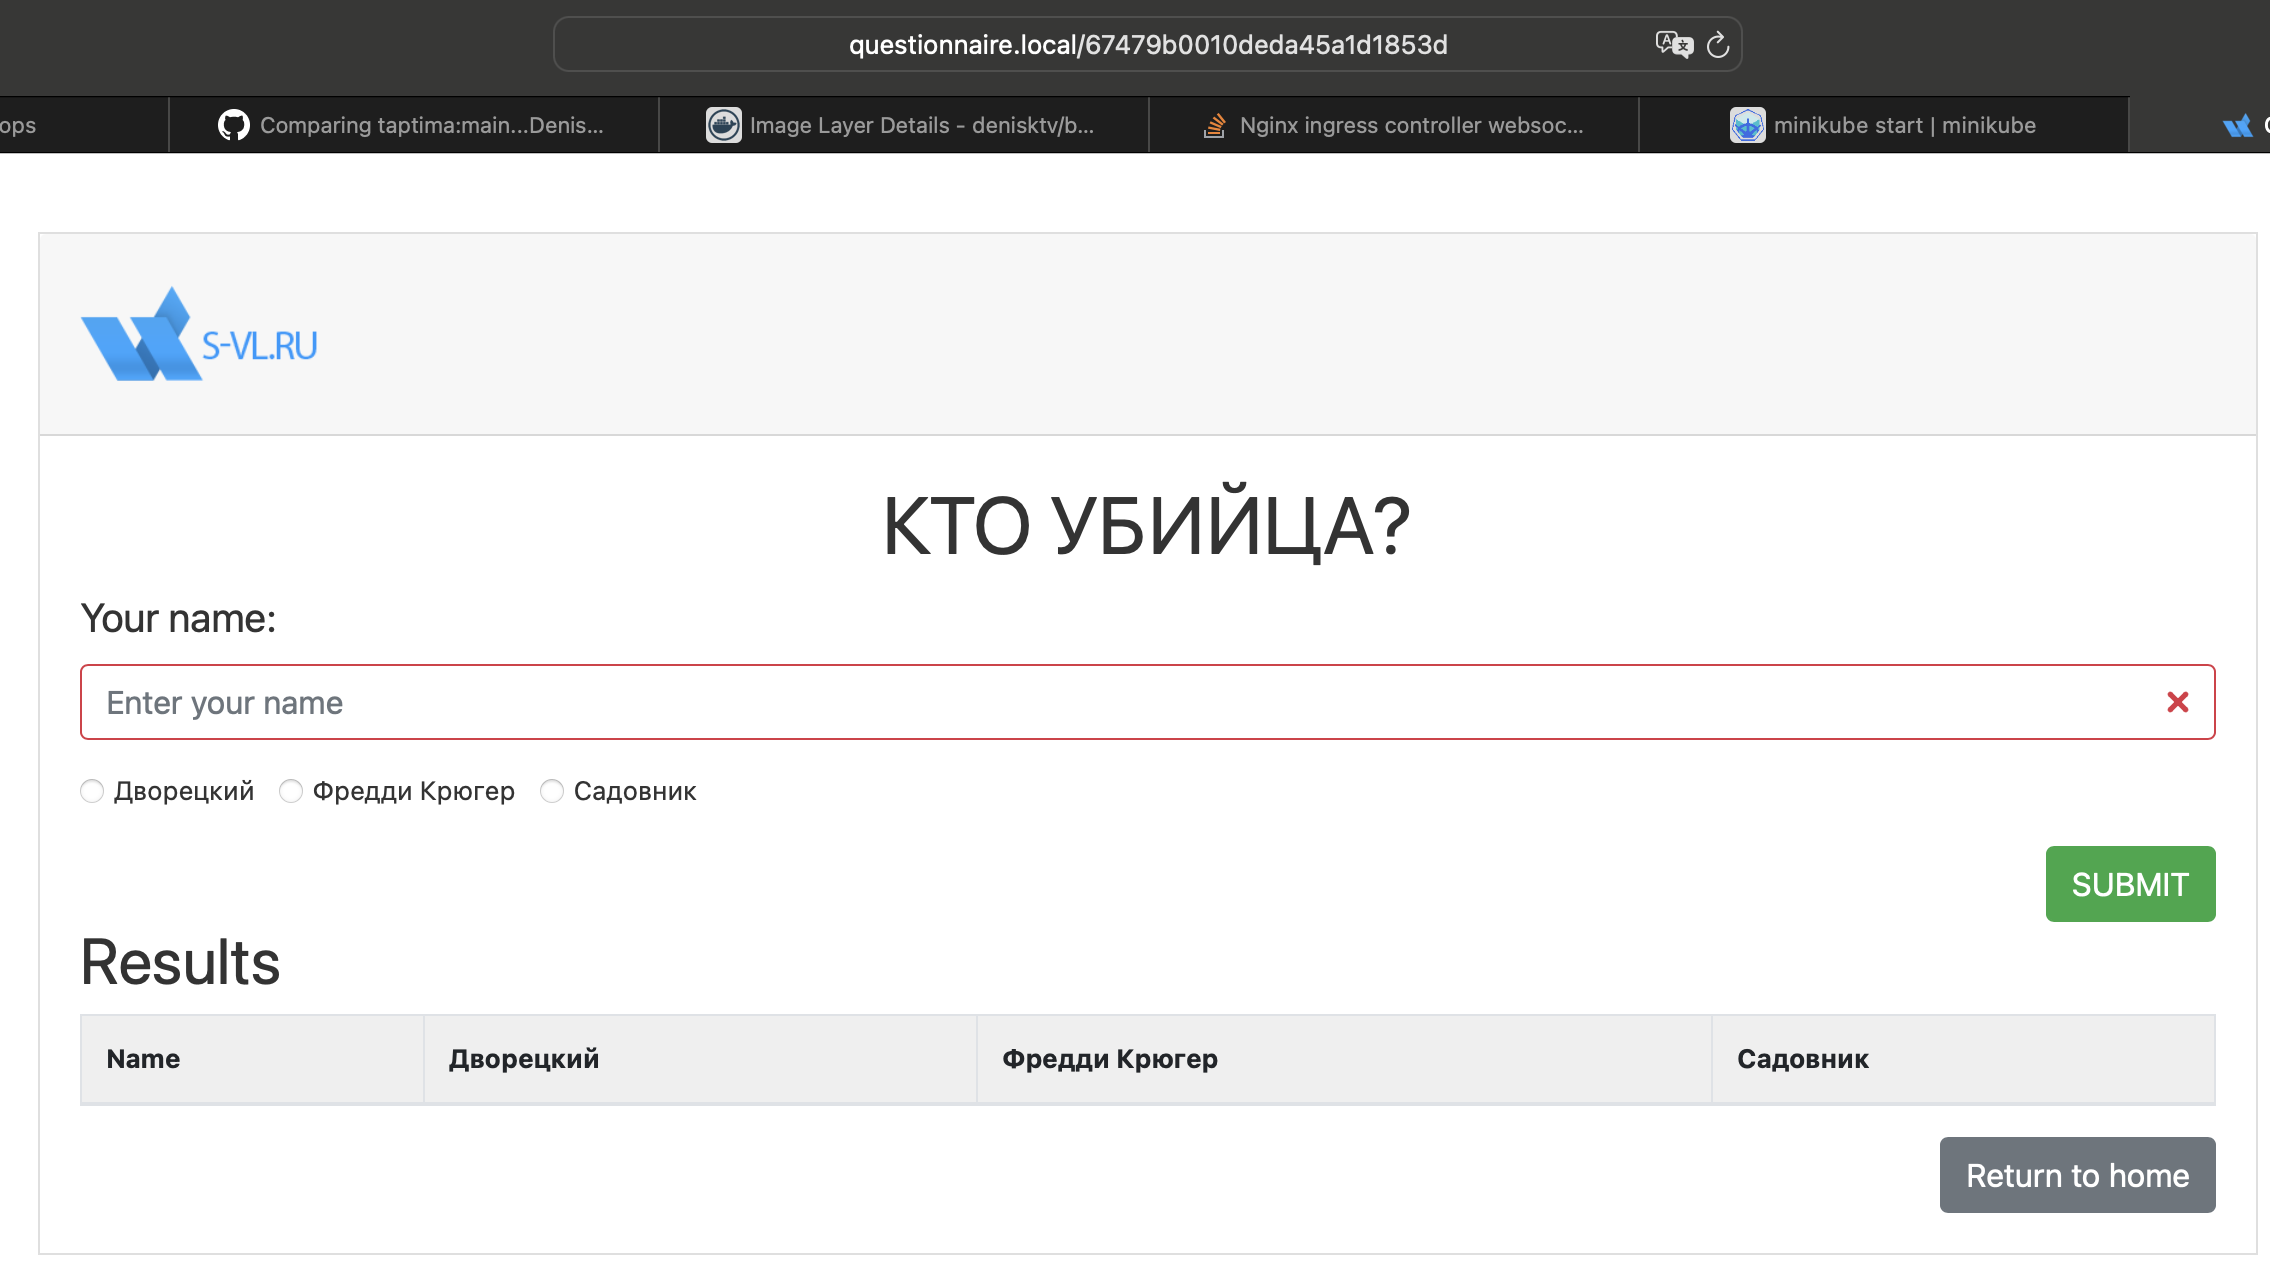 questionnaire.local/67479b0010deda45a1d1853d
ops
Comparing taptima:main...Denis...
Image Layer Details - denisktv/b...
Nginx ingress controller websoc...
minikube start | minikube
S-VL.RU
КТО УБИЙЦА?
Your name:
Enter your name
Дворецкий Фредди Крюгер Садовник
SUBMIT
Results
Name Дворецкий Фредди Крюгер Садовник
Return to home